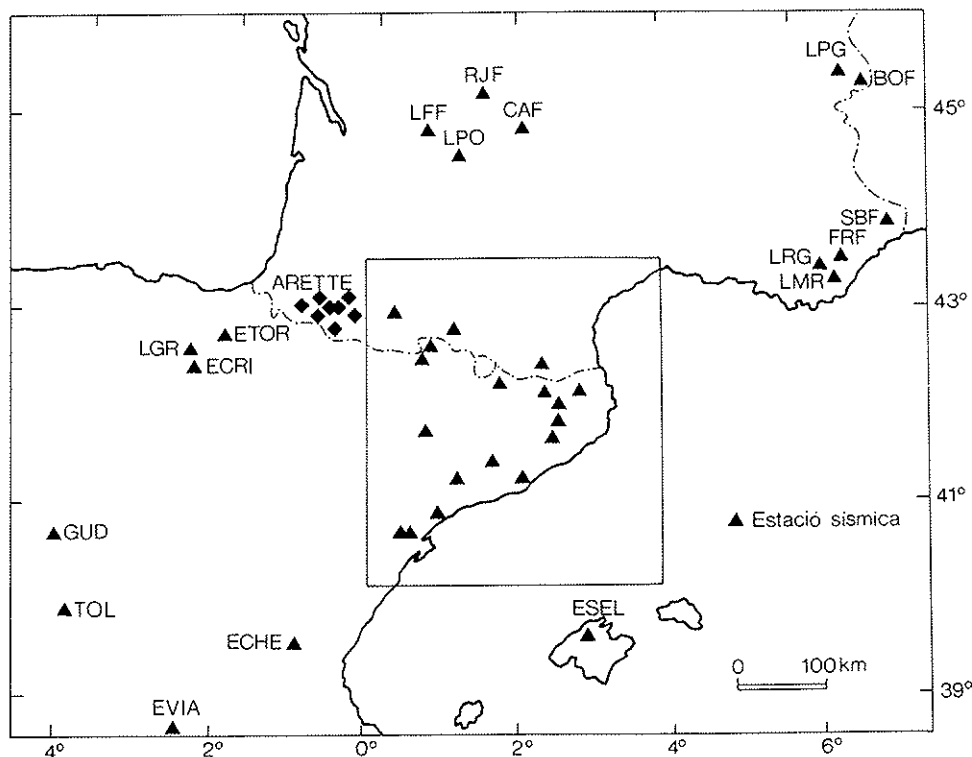 LPG
BOF
RJF
45°
LFF
CAF
LPO
SBF
FRF
LRG
LMR
ARETTE
43°
ETOR
LGR
ECRI
41°
Estació sísmica
GUD
TOL
ESEL
ECHE
0 100 km
39°
EVIA
4° 2° 0° 2° 4° 6°